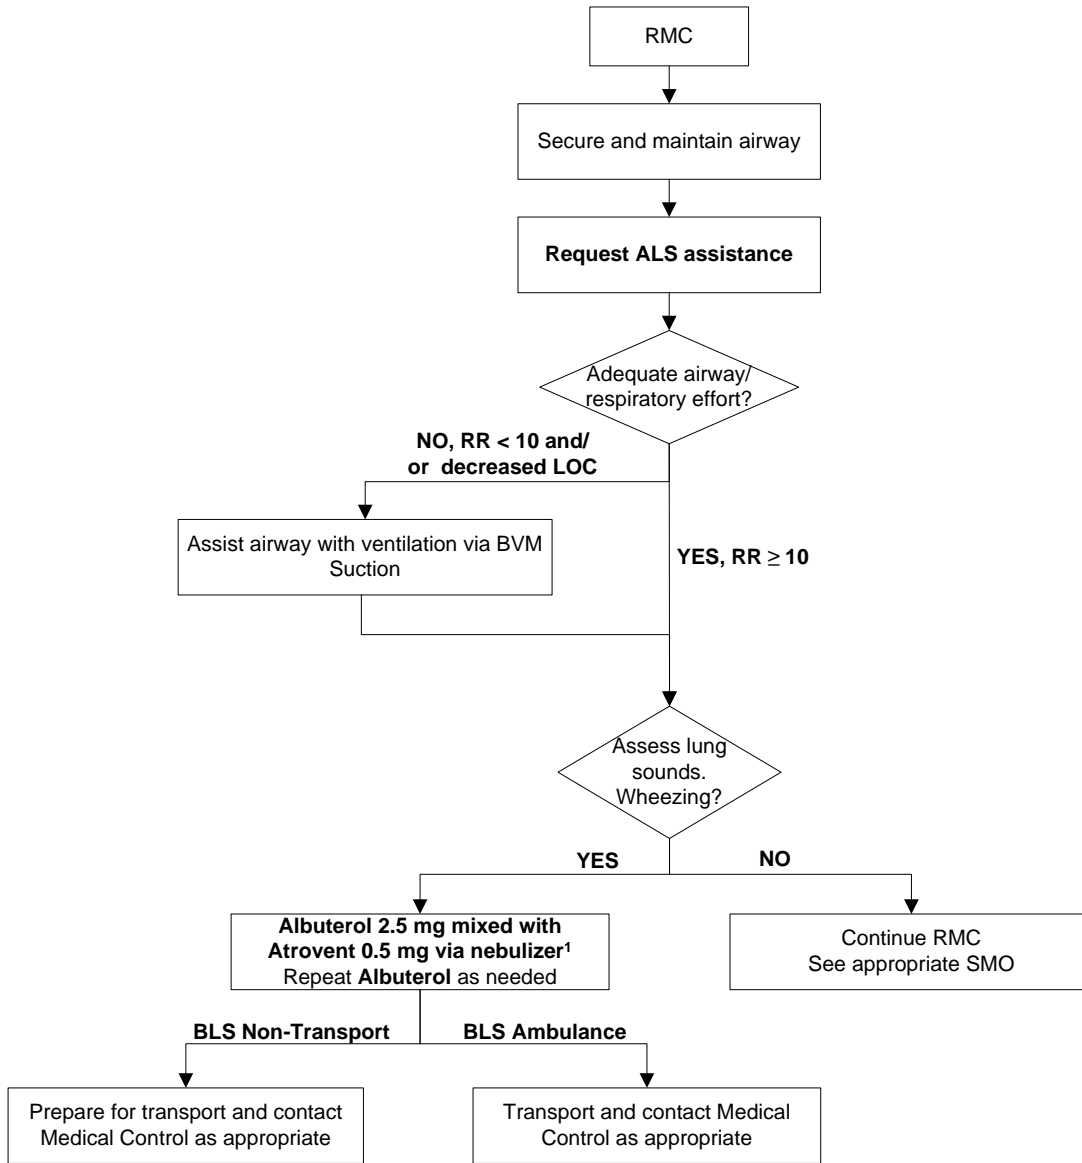 RMC
Secure and maintain airway
Request ALS assistance
Adequate airway/
respiratory effort?
NO, RR < 10 and/
or decreased LOC
Assist airway with ventilation via BVM
Suction
YES, RR ≥ 10
Assess lung
sounds.
Wheezing?
YES
NO
Albuterol 2.5 mg mixed with
Atrovent 0.5 mg via nebulizer¹
Repeat Albuterol as needed
Continue RMC
See appropriate SMO
BLS Non-Transport
BLS Ambulance
Prepare for transport and contact
Medical Control as appropriate
Transport and contact Medical
Control as appropriate